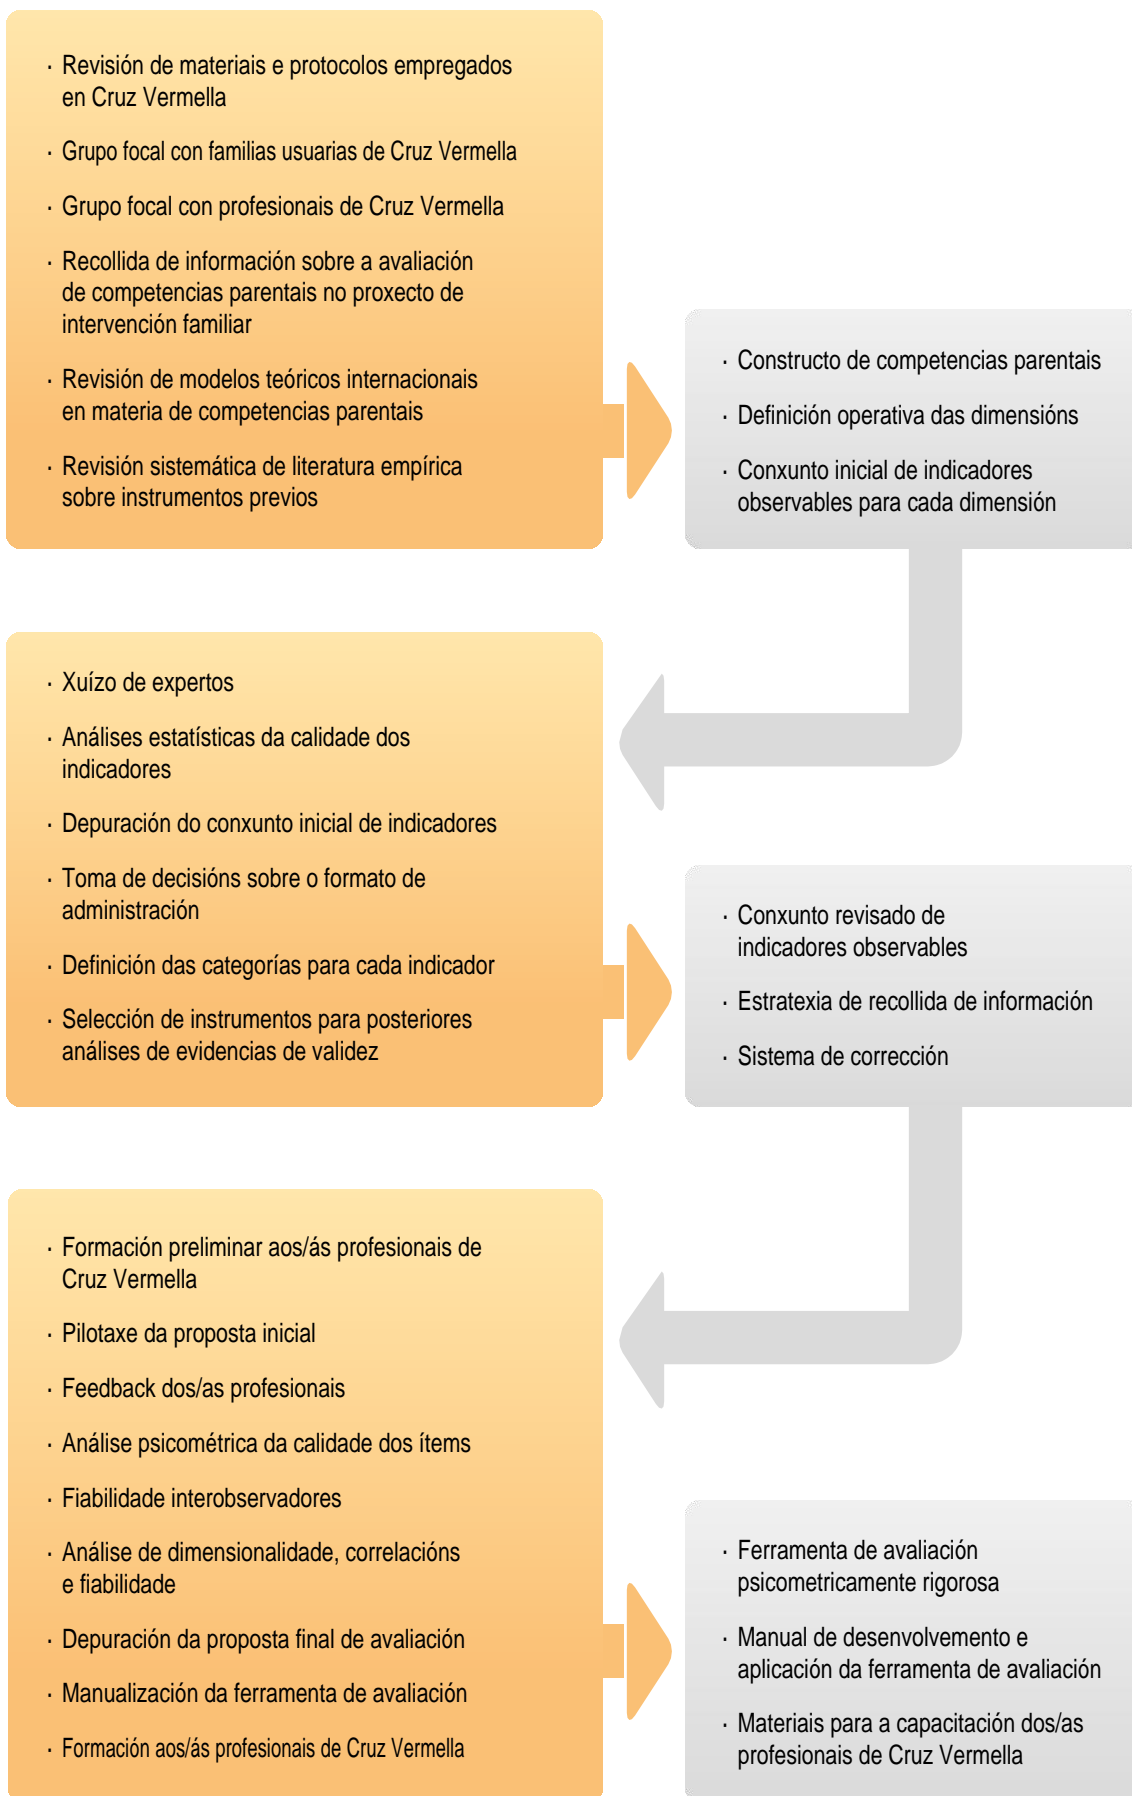 · Revisión de materiais e protocolos empregados
en Cruz Vermella
· Grupo focal con familias usuarias de Cruz Vermella
· Grupo focal con profesionais de Cruz Vermella
· Recollida de información sobre a avaliación
de competencias parentais no proxecto de
intervención familiar
· Revisión de modelos teóricos internacionais
en materia de competencias parentais
· Revisión sistemática de literatura empírica
sobre instrumentos previos
· Constructo de competencias parentais
· Definición operativa das dimensións
· Conxunto inicial de indicadores
observables para cada dimensión
· Xuízo de expertos
· Análises estatísticas da calidade dos
indicadores
· Depuración do conxunto inicial de indicadores
· Toma de decisións sobre o formato de
administración
· Definición das categorías para cada indicador
· Selección de instrumentos para posteriores
análises de evidencias de validez
· Conxunto revisado de
indicadores observables
· Estratexia de recollida de información
· Sistema de corrección
· Formación preliminar aos/ás profesionais de
Cruz Vermella
· Pilotaxe da proposta inicial
· Feedback dos/as profesionais
· Análise psicométrica da calidade dos ítems
· Fiabilidade interobservadores
· Análise de dimensionalidade, correlacións
e fiabilidade
· Depuración da proposta final de avaliación
· Manualización da ferramenta de avaliación
· Formación aos/ás profesionais de Cruz Vermella
· Ferramenta de avaliación
psicometricamente rigorosa
· Manual de desenvolvemento e
aplicación da ferramenta de avaliación
· Materiais para a capacitación dos/as
profesionais de Cruz Vermella